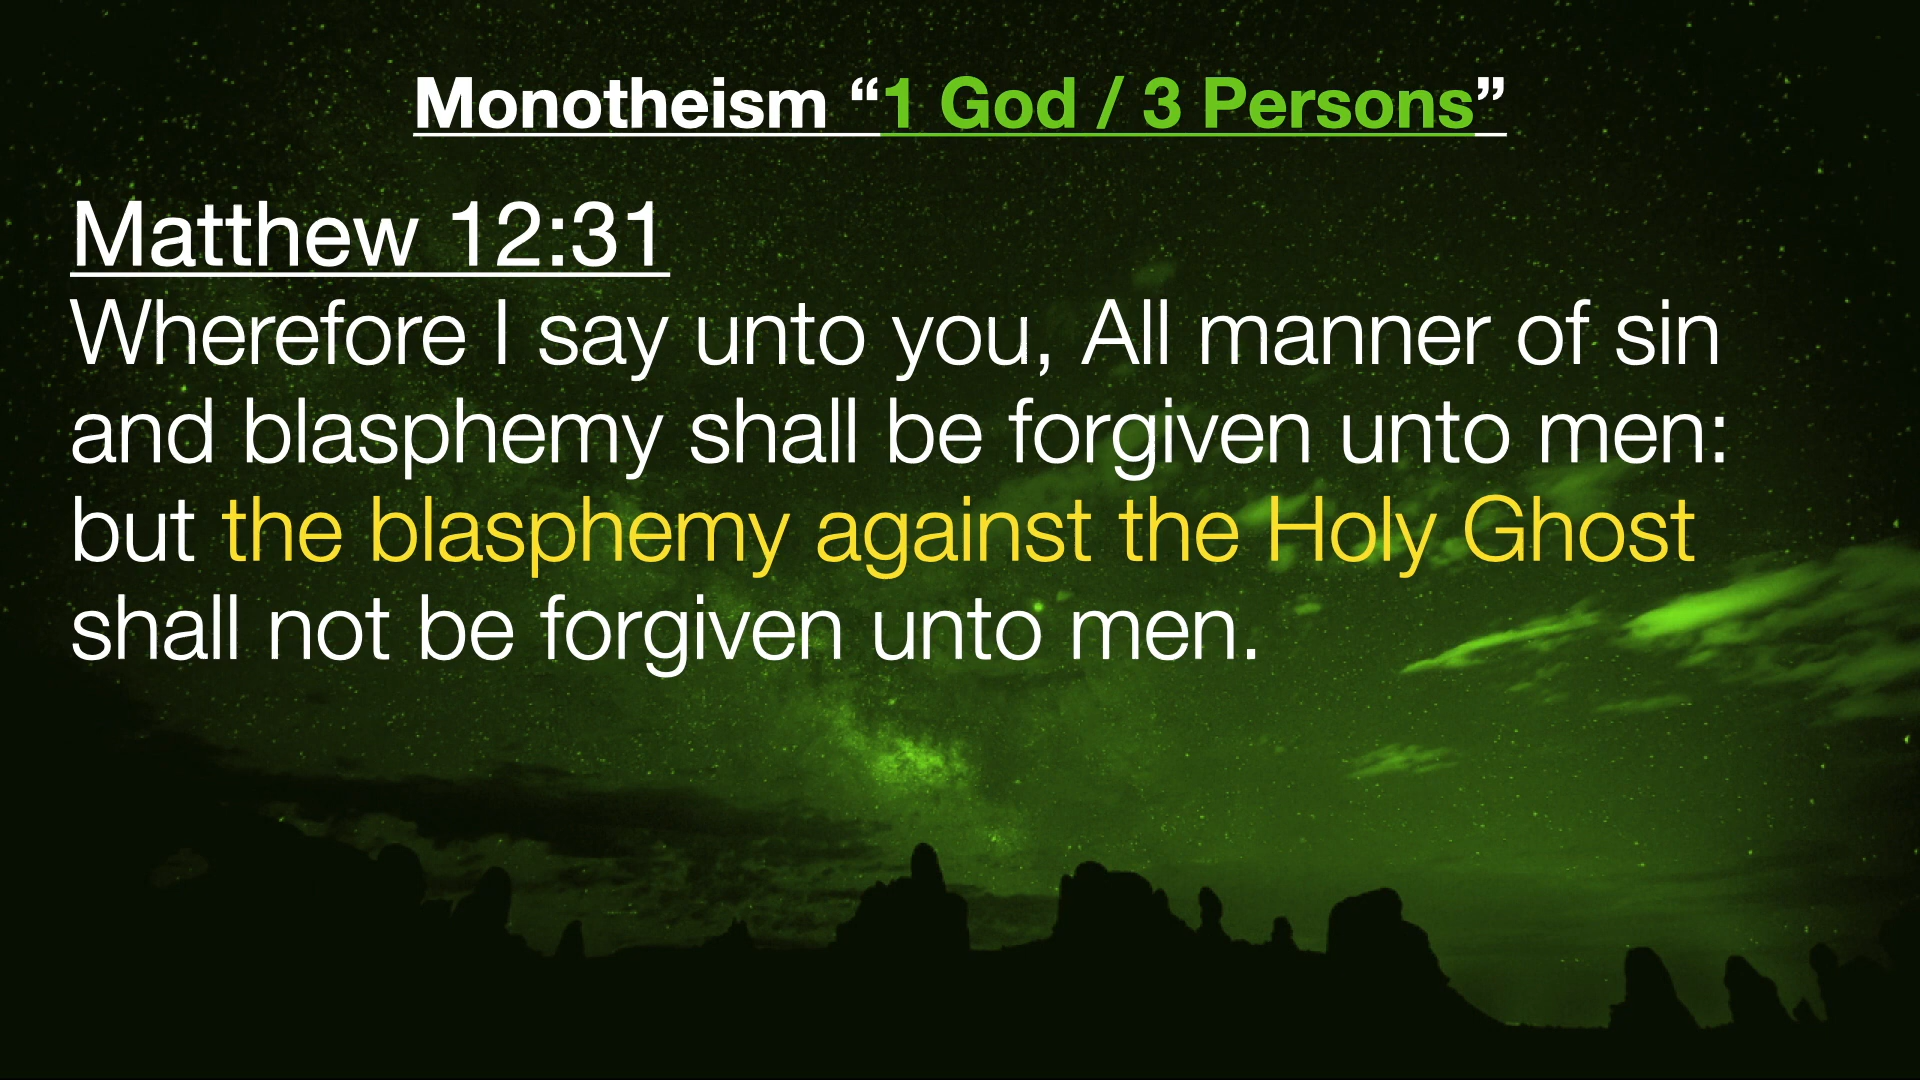 Monotheism “1 God / 3 Persons”
Matthew 12:31
Wherefore I say unto you, All manner of sin
and blasphemy shall be forgiven unto men:
but the blasphemy against the Holy Ghost
shall not be forgiven unto men.